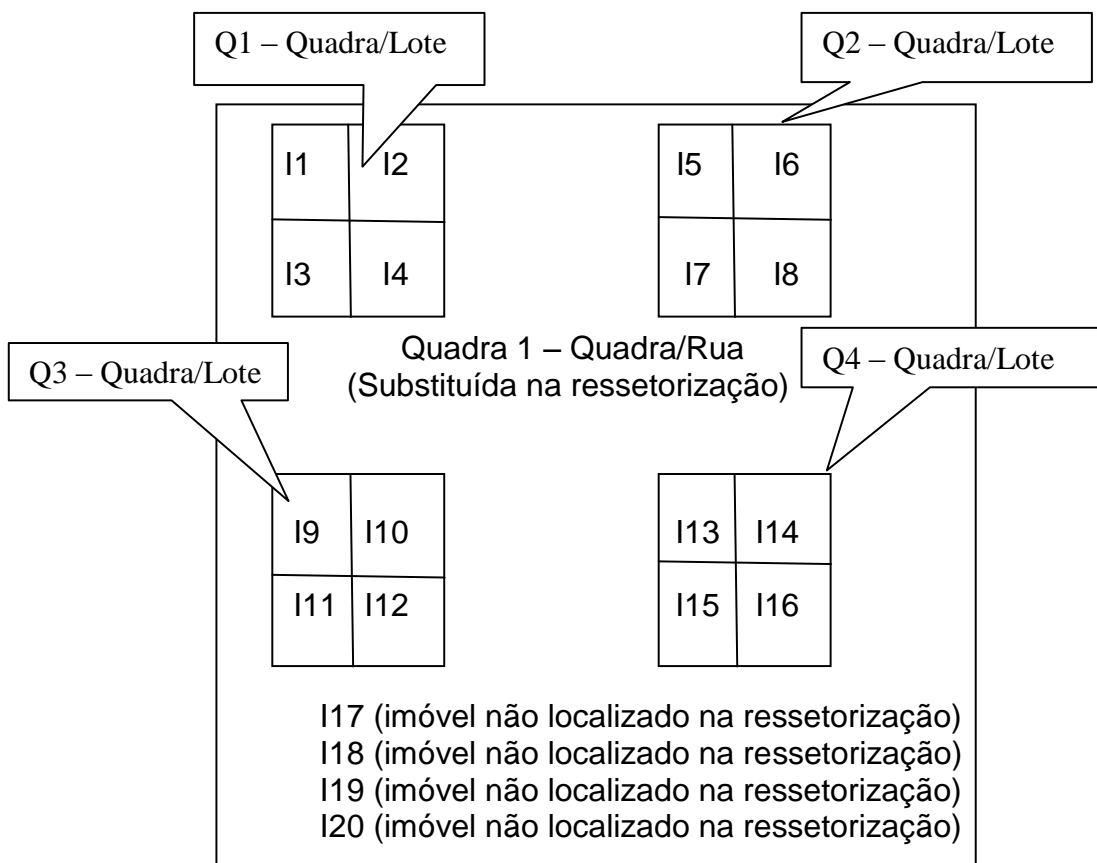 Q1 – Quadra/Lote
Q2 – Quadra/Lote
I1 I2
I5 I6
I3 I4
I7 I8
Quadra 1 – Quadra/Rua
(Substituída na ressetorização)
Q3 – Quadra/Lote
Q4 – Quadra/Lote
I9 I10
I13 I14
I11 I12
I15 I16
I17 (imóvel não localizado na ressetorização)
I18 (imóvel não localizado na ressetorização)
I19 (imóvel não localizado na ressetorização)
I20 (imóvel não localizado na ressetorização)